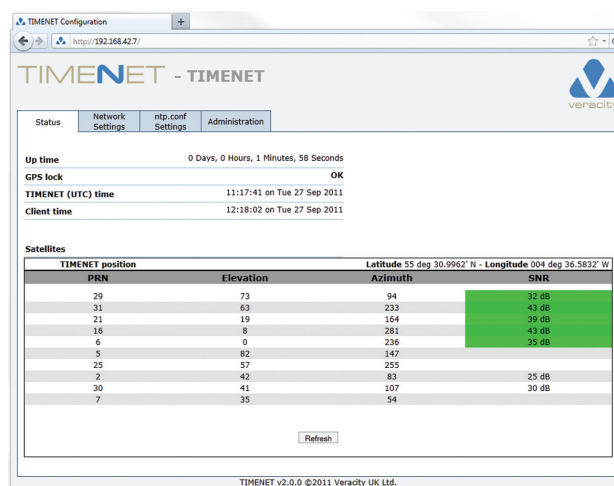 TIMENET Configuration +
http://192.168.42.7/
TIMENET - TIMENET
veracity
Status Network Settings ntp.conf Settings Administration
Up time 0 Days, 0 Hours, 1 Minutes, 58 Seconds
GPS lock OK
TIMENET (UTC) time 11:17:41 on Tue 27 Sep 2011
Client time 12:18:02 on Tue 27 Sep 2011
Satellites
TIMENET position Latitude 55 deg 30.9962' N - Longitude 004 deg 36.5832' W
PRN Elevation Azimuth SNR
29 73 94 32 dB
31 63 233 43 dB
21 19 164 39 dB
16 8 281 43 dB
6 0 236 35 dB
5 82 147
25 57 255
2 42 83 25 dB
30 41 107 30 dB
7 35 54
Refresh
TIMENET v2.0.0 ©2011 Veracity UK Ltd.